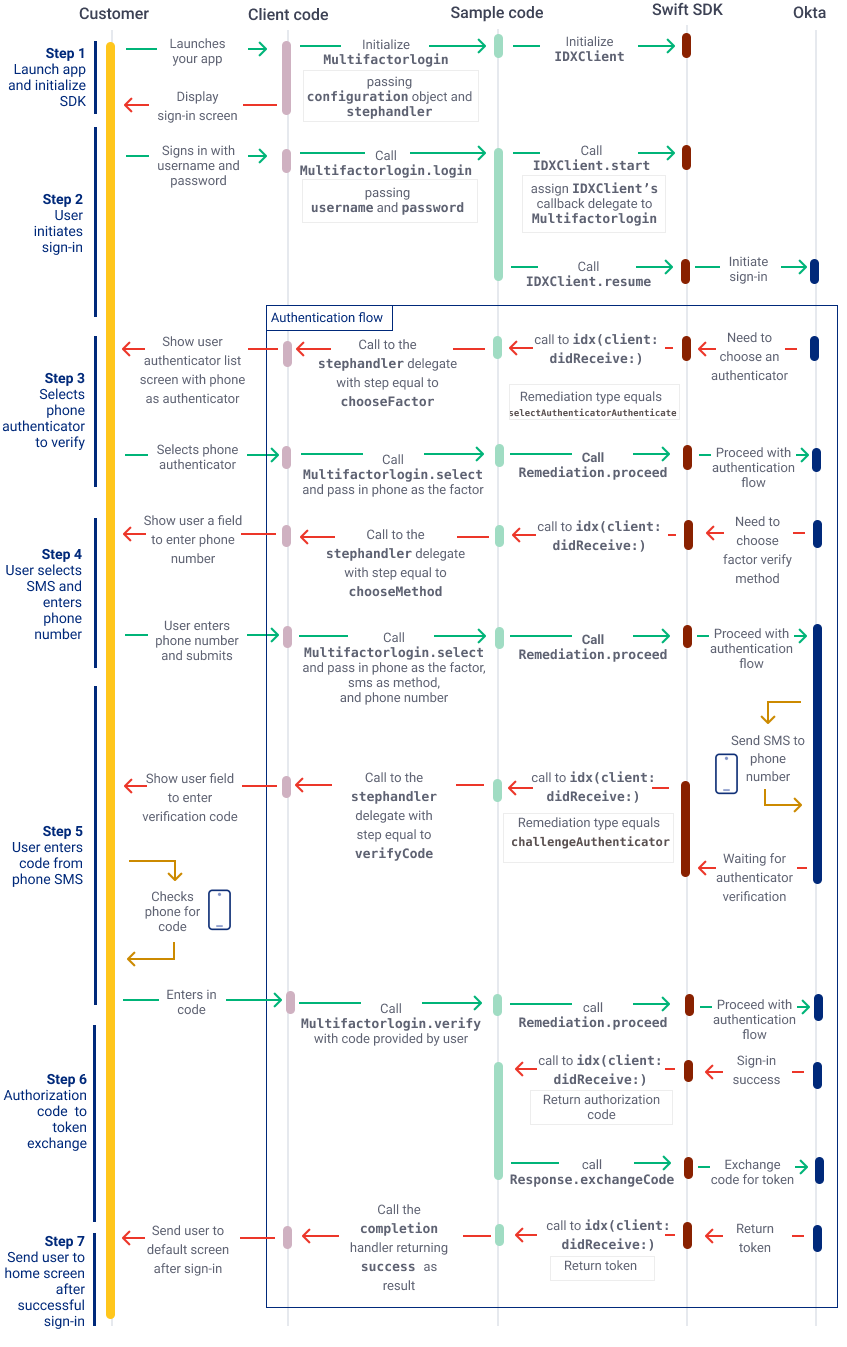 Customer
Client code
Sample code
Swift SDK
Okta
Step 1
Launch app
and initialize
SDK
Launches
your app
Initialize
Multifactorlogin
passing
configuration object and
stephandler
Initialize
IDXClient
Display
sign-in screen
Step 2
User
initiates
sign-in
Signs in with
username and
password
Call
Multifactorlogin.login
passing
username and password
Call
IDXClient.start
assign IDXClient's
callback delegate to
Multifactorlogin
Call
IDXClient.resume
Initiate
sign-in
Authentication flow
Step 3
Selects
phone
authenticator
to verify
Show user
authenticator list
screen with phone
as authenticator
Call to the
stephandler delegate
with step equal to
chooseFactor
call to idx(client:
didReceive:)
Remediation type equals
selectAuthenticatorAuthenticate
Need to
choose an
authenticator
Selects phone
authenticator
Call
Multifactorlogin.select
and pass in phone as the factor
Call
Remediation.proceed
Proceed with
authentication
flow
Step 4
User selects
SMS and
enters
phone
number
Show user a field
to enter phone
number
Call to the
stephandler delegate
with step equal to
chooseMethod
call to idx(client:
didReceive:)
Need to
choose
factor verify
method
User enters
phone number
and submits
Call
Multifactorlogin.select
and pass in phone as the factor,
sms as method,
and phone number
Call
Remediation.proceed
Proceed with
authentication
flow
Send SMS to
phone
number
Step 5
User enters
code from
phone SMS
Show user field
to enter
verification code
Call to the
stephandler
delegate with
step equal to
verifyCode
call to idx(client:
didReceive:)
Remediation type equals
challengeAuthenticator
Waiting for
authenticator
verification
Checks
phone for
code
Enters in
code
Call
Multifactorlogin.verify
with code provided by user
call
Remediation.proceed
Proceed with
authentication
flow
Step 6
Authorization
code to
token
exchange
call to idx(client:
didReceive:)
Return authorization
code
Sign-in
success
call
Response.exchangeCode
Exchange
code for token
Step 7
Send user to
home screen
after
successful
sign-in
Send user to
default screen
after sign-in
Call the
completion
handler returning
success as
result
call to idx(client:
didReceive:)
Return token
Return
token